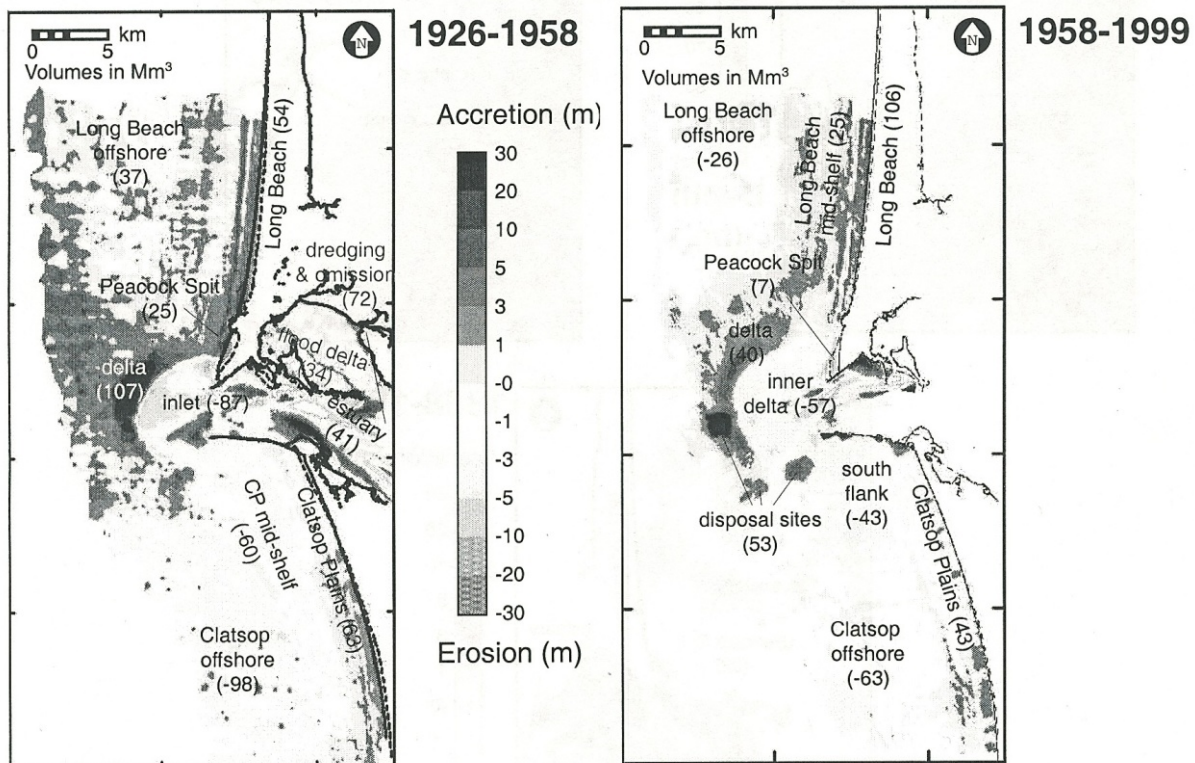 km
0 5
Volumes in Mm³
N
1926-1958
Long Beach
offshore
(37)
Long Beach (54)
dredging
& omission
(72)
Peacock Spit
(25)
flood delta
(34)
delta
(107)
inlet (-87)
estuary
(41)
CP mid-shelf
(-60)
Clatsop Plains (63)
Clatsop
offshore
(-98)
Accretion (m)
30
20
10
5
3
1
-0
-1
-3
-5
-10
-20
-30
Erosion (m)
km
0 5
Volumes in Mm³
N
1958-1999
Long Beach
offshore
(-26)
Long Beach
mid-shelf (25)
Long Beach (106)
Peacock Spit
(7)
delta
(40)
inner
delta (-57)
south
flank
(-43)
disposal sites
(53)
Clatsop Plains (43)
Clatsop
offshore
(-63)